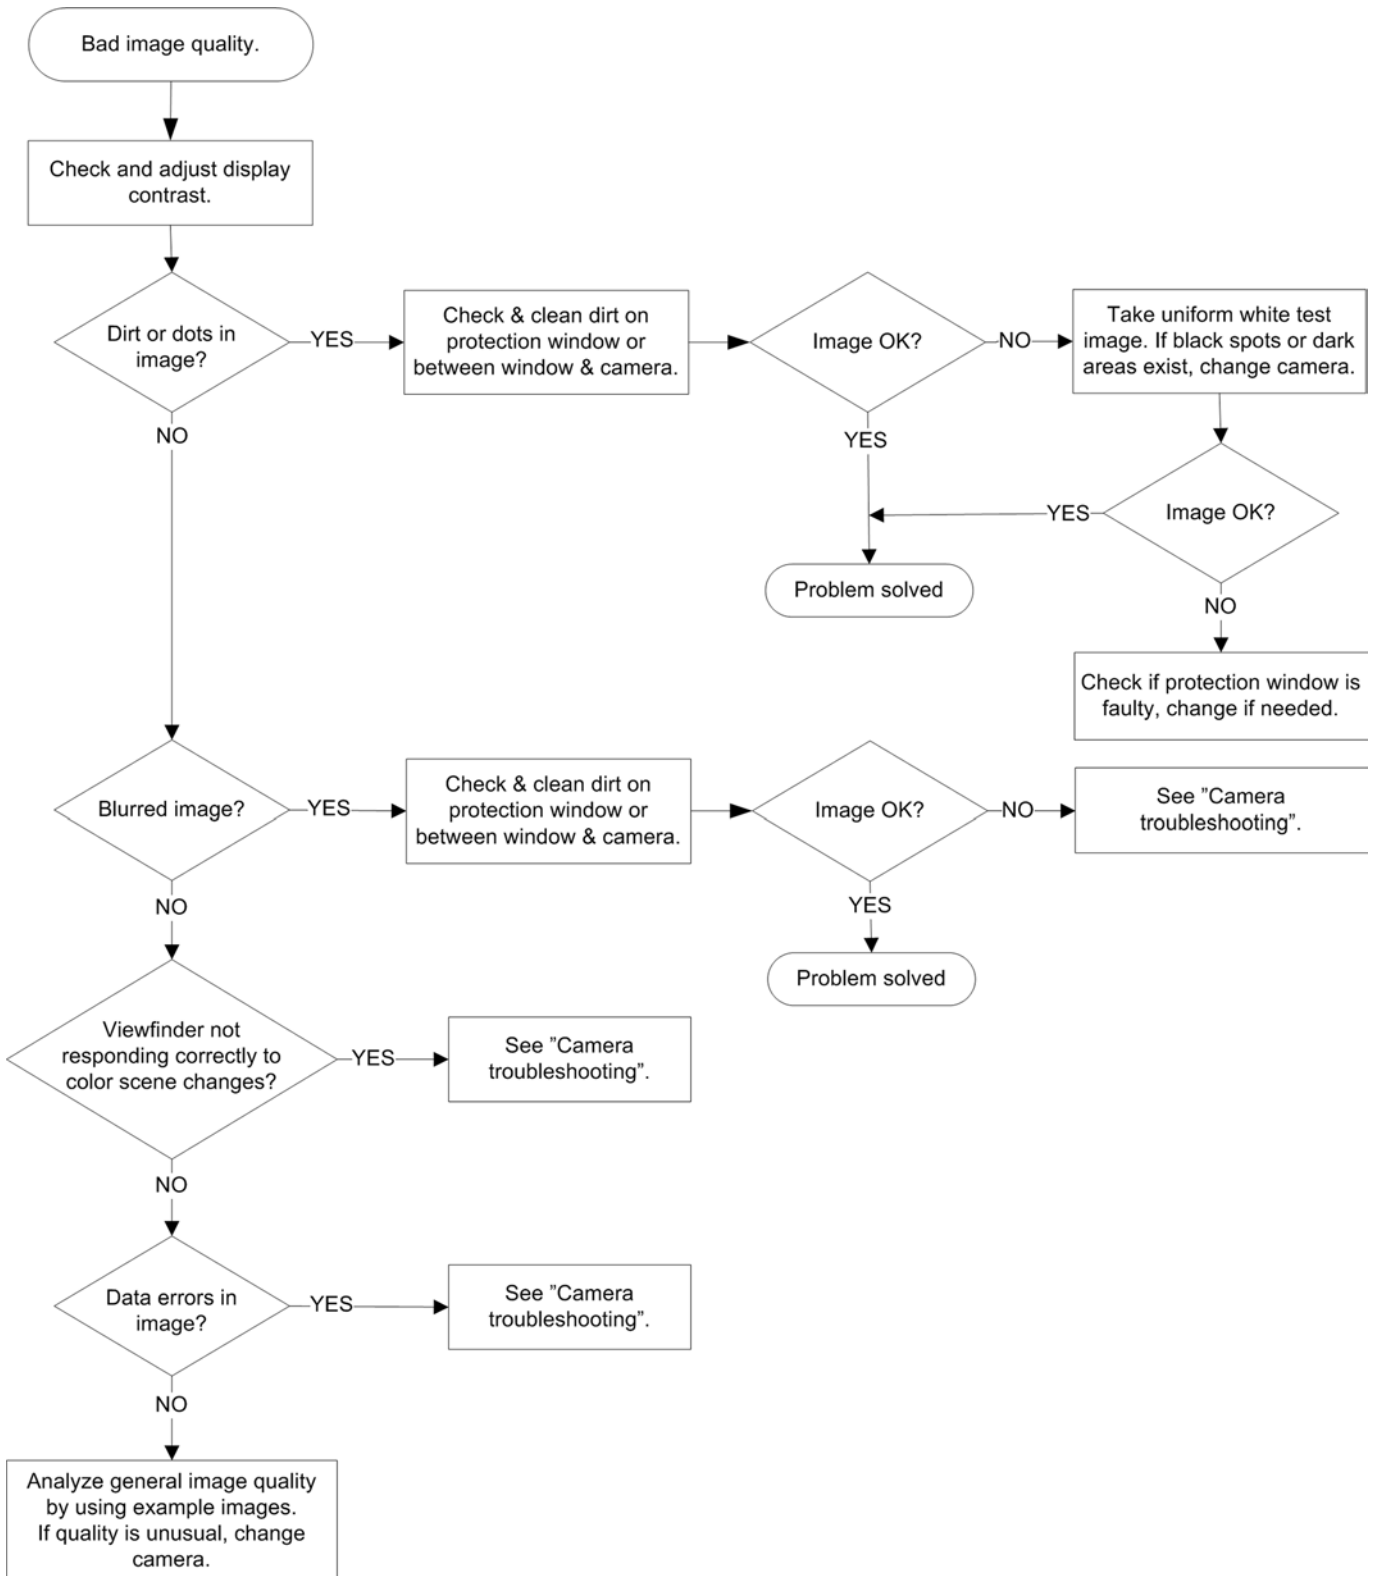 Bad image quality.
Check and adjust display
contrast.
Dirt or dots in
image?
YES
Check & clean dirt on
protection window or
between window & camera.
Image OK?
NO
Take uniform white test
image. If black spots or dark
areas exist, change camera.
NO
YES
YES
Image OK?
Problem solved
NO
Check if protection window is
faulty, change if needed.
Blurred image?
YES
Check & clean dirt on
protection window or
between window & camera.
Image OK?
NO
See ”Camera
troubleshooting”.
NO
YES
Problem solved
Viewfinder not
responding correctly to
color scene changes?
YES
See ”Camera
troubleshooting”.
NO
Data errors in
image?
YES
See ”Camera
troubleshooting”.
NO
Analyze general image quality
by using example images.
If quality is unusual, change
camera.